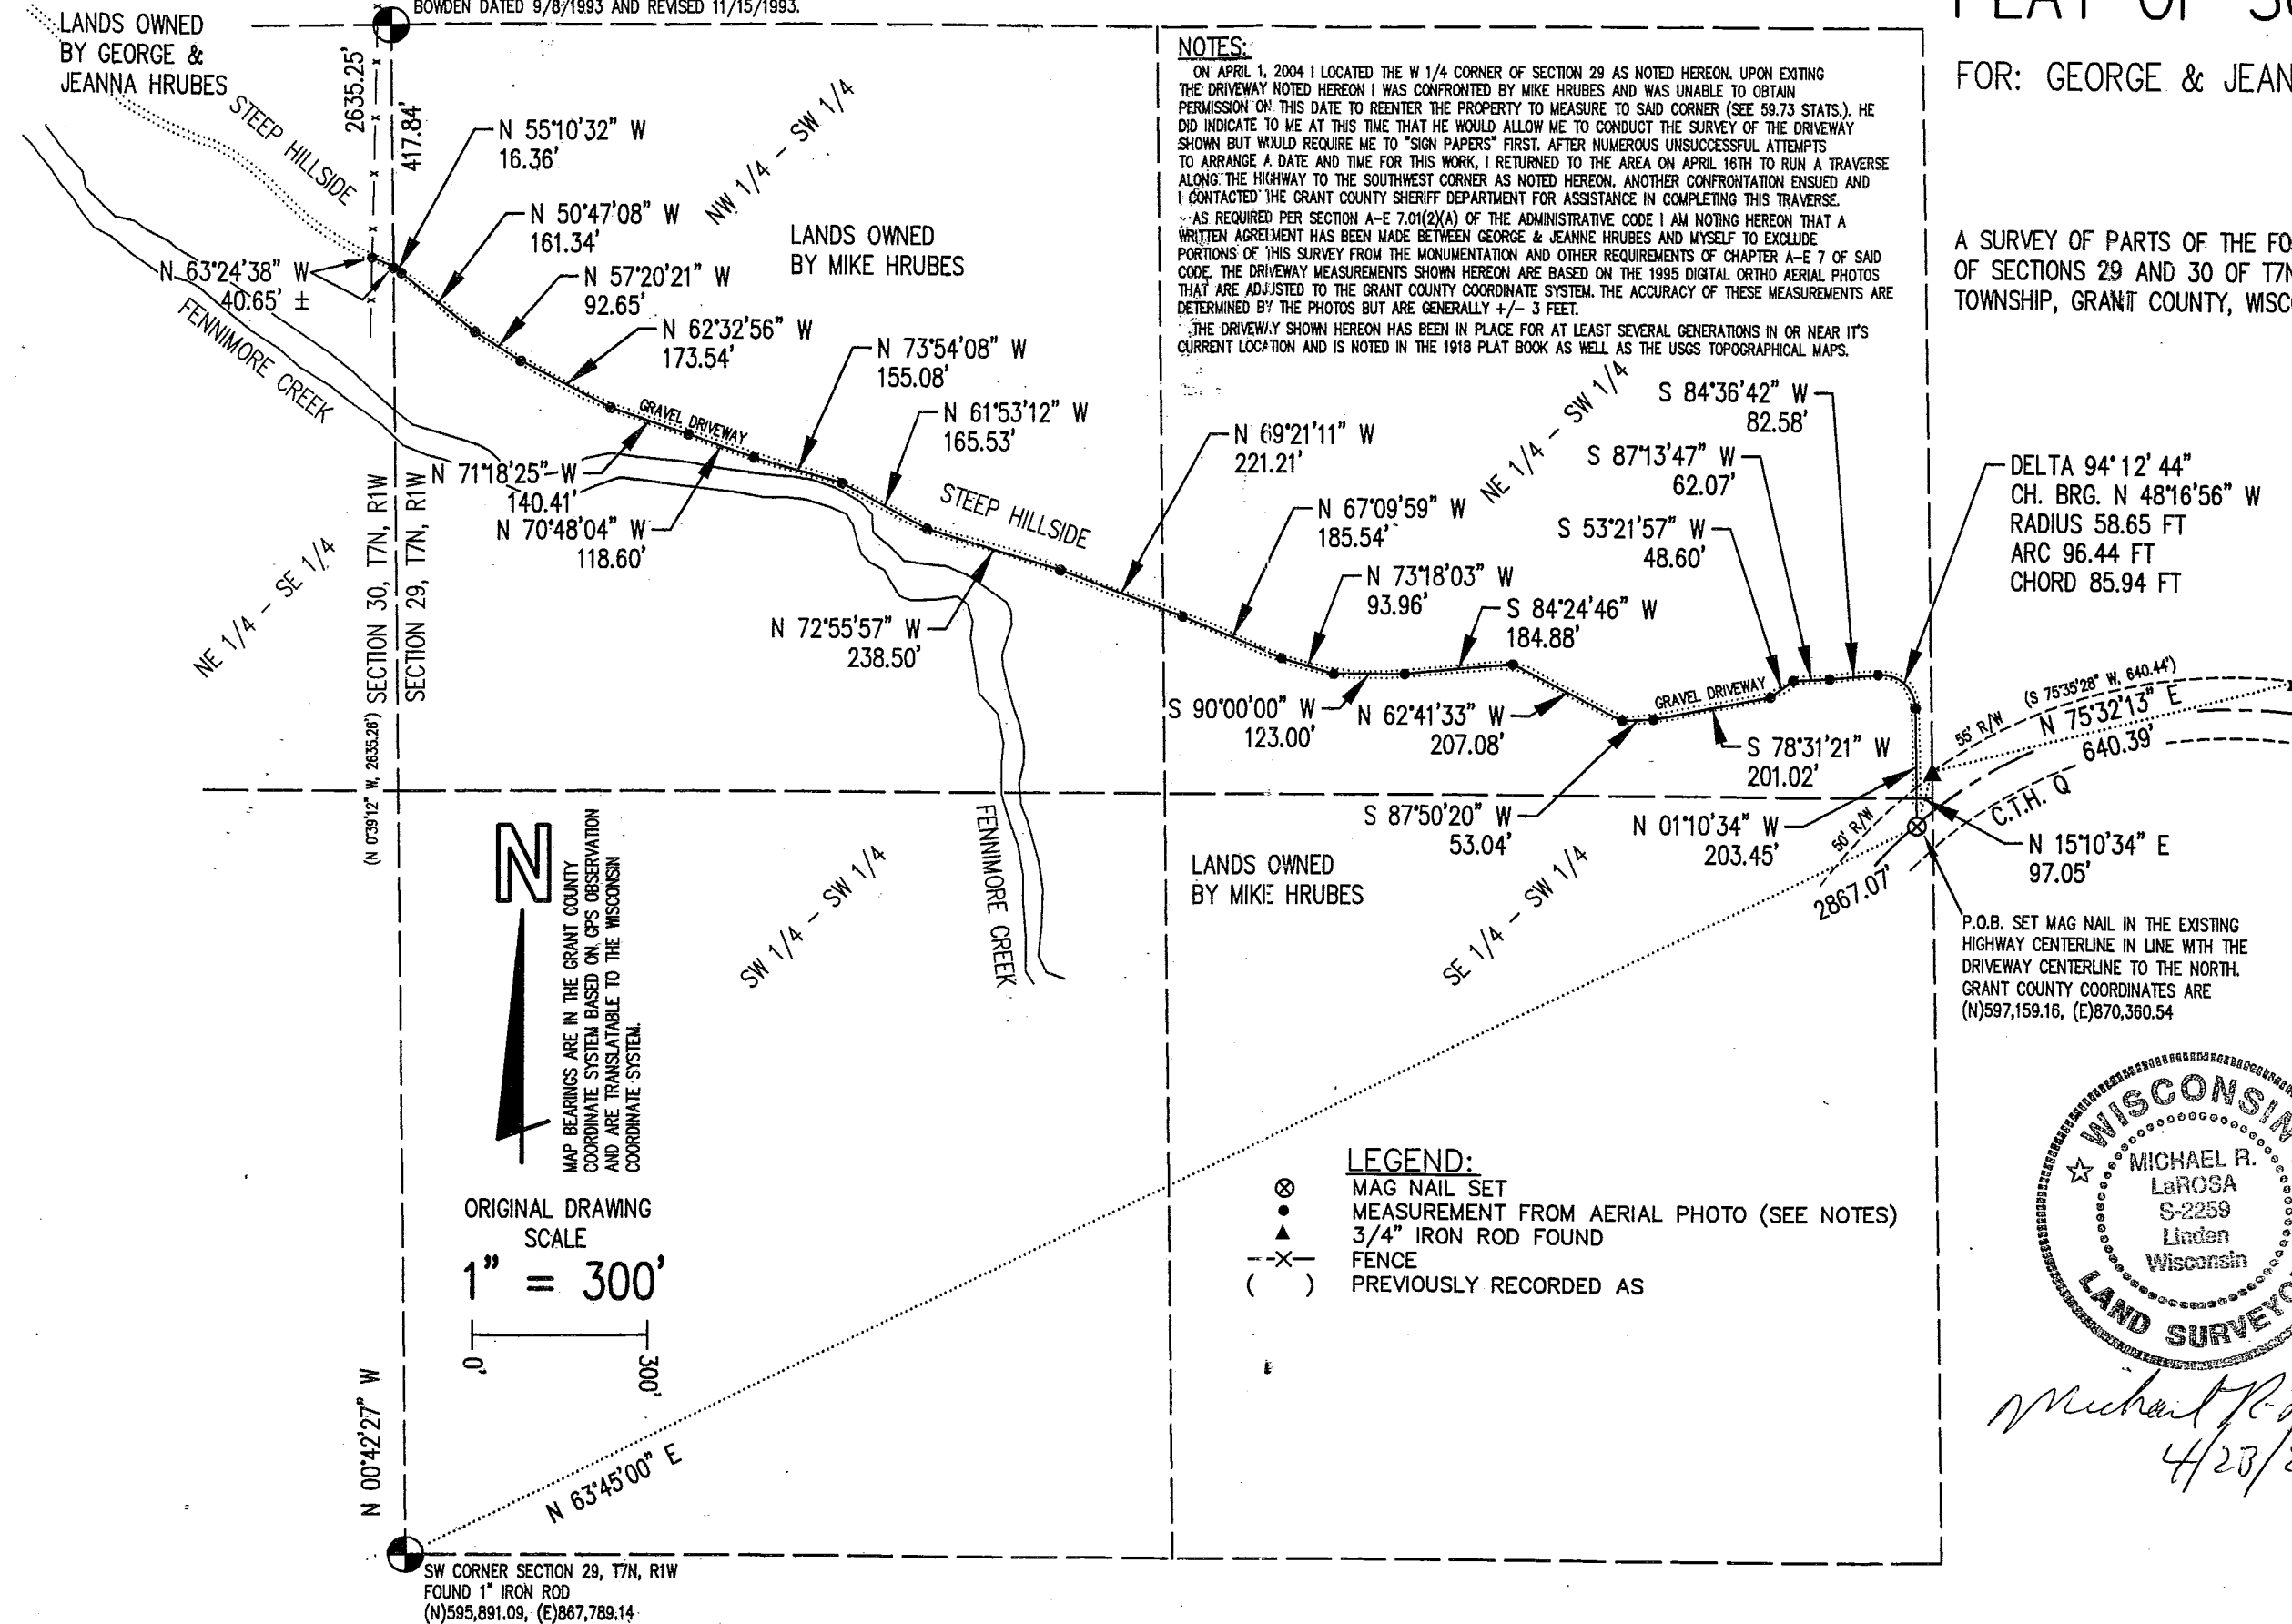 BOWDEN DATED 9/8/1993 AND REVISED 11/15/1993.
LANDS OWNED
BY GEORGE &
JEANNA HRUBES
STEEP HILLSIDE
2635.25'
417.84'
N 55°10'32" W
16.36'
N 50°47'08" W
161.34'
N 57°20'21" W
92.65'
N 62°32'56" W
173.54'
NW 1/4 - SW 1/4
LANDS OWNED
BY MIKE HRUBES
N 63°24'38" W
40.65' ±
FENNIMORE CREEK
GRAVEL DRIVEWAY
N 73°54'08" W
155.08'
N 61°53'12" W
165.53'
N 71°18'25" W
140.41'
N 70°48'04" W
118.60'
STEEP HILLSIDE
N 72°55'57" W
238.50'
NE 1/4 - SE 1/4
SECTION 30, T7N, R1W
SECTION 29, T7N, R1W
(N 0°39'12" W, 2635.26')
NOTES:
ON APRIL 1, 2004 I LOCATED THE W 1/4 CORNER OF SECTION 29 AS NOTED HEREON. UPON EXITING
THE DRIVEWAY NOTED HEREON I WAS CONFRONTED BY MIKE HRUBES AND WAS UNABLE TO OBTAIN
PERMISSION ON THIS DATE TO REENTER THE PROPERTY TO MEASURE TO SAID CORNER (SEE 59.73 STATS.). HE
DID INDICATE TO ME AT THIS TIME THAT HE WOULD ALLOW ME TO CONDUCT THE SURVEY OF THE DRIVEWAY
SHOWN BUT WOULD REQUIRE ME TO "SIGN PAPERS" FIRST. AFTER NUMEROUS UNSUCCESSFUL ATTEMPTS
TO ARRANGE A DATE AND TIME FOR THIS WORK, I RETURNED TO THE AREA ON APRIL 16TH TO RUN A TRAVERSE
ALONG THE HIGHWAY TO THE SOUTHWEST CORNER AS NOTED HEREON. ANOTHER CONFRONTATION ENSUED AND
I CONTACTED THE GRANT COUNTY SHERIFF DEPARTMENT FOR ASSISTANCE IN COMPLETING THIS TRAVERSE.
AS REQUIRED PER SECTION A-E 7.01(2)(A) OF THE ADMINISTRATIVE CODE I AM NOTING HEREON THAT A
WRITTEN AGREEMENT HAS BEEN MADE BETWEEN GEORGE & JEANNE HRUBES AND MYSELF TO EXCLUDE
PORTIONS OF THIS SURVEY FROM THE MONUMENTATION AND OTHER REQUIREMENTS OF CHAPTER A-E 7 OF SAID
CODE. THE DRIVEWAY MEASUREMENTS SHOWN HEREON ARE BASED ON THE 1995 DIGITAL ORTHO AERIAL PHOTOS
THAT ARE ADJUSTED TO THE GRANT COUNTY COORDINATE SYSTEM. THE ACCURACY OF THESE MEASUREMENTS ARE
DETERMINED BY THE PHOTOS BUT ARE GENERALLY +/- 3 FEET.
THE DRIVEWAY SHOWN HEREON HAS BEEN IN PLACE FOR AT LEAST SEVERAL GENERATIONS IN OR NEAR IT'S
CURRENT LOCATION AND IS NOTED IN THE 1918 PLAT BOOK AS WELL AS THE USGS TOPOGRAPHICAL MAPS.
N 69°21'11" W
221.21'
N 67°09'59" W
185.54'
N 73°18'03" W
93.96'
S 84°24'46" W
184.88'
NE 1/4 - SW 1/4
S 84°36'42" W
82.58'
S 87°13'47" W
62.07'
S 53°21'57" W
48.60'
S 90°00'00" W
123.00'
N 62°41'33" W
207.08'
GRAVEL DRIVEWAY
S 78°31'21" W
201.02'
S 87°50'20" W
53.04'
N 01°10'34" W
203.45'
PLAT OF
FOR: GEORGE &
A SURVEY OF PARTS OF THE
OF SECTIONS 29 AND 30 OF T7N
TOWNSHIP, GRANT COUNTY,
DELTA 94°12'44"
CH. BRG. N 48°16'56" W
RADIUS 58.65 FT
ARC 96.44 FT
CHORD 85.94 FT
(S 75°35'28" W, 640.44')
55' R/W
N 75°32'13" E
640.39'
C.T.H. Q
50' R/W
2867.07'
N 15°10'34" E
97.05'
P.O.B. SET MAG NAIL IN THE EXISTING
HIGHWAY CENTERLINE IN LINE WITH THE
DRIVEWAY CENTERLINE TO THE NORTH.
GRANT COUNTY COORDINATES ARE
(N)597,159.16, (E)870,360.54
LANDS OWNED
BY MIKE HRUBES
SE 1/4 - SW 1/4
SW 1/4 - SW 1/4
FENNIMORE CREEK
N
MAP BEARINGS ARE IN THE GRANT COUNTY
COORDINATE SYSTEM BASED ON GPS OBSERVATION
AND ARE TRANSLATABLE TO THE WISCONSIN
COORDINATE SYSTEM.
ORIGINAL DRAWING
SCALE
1" = 300'
0'
300'
LEGEND:
MAG NAIL SET
MEASUREMENT FROM AERIAL PHOTO (SEE NOTES)
3/4" IRON ROD FOUND
FENCE
( ) PREVIOUSLY RECORDED AS
WISCONSIN
MICHAEL R.
LaROSA
S-2259
Linden
Wisconsin
LAND
Michael R.
4/23/
N 00°42'27" W
N 63°45'00" E
SW CORNER SECTION 29, T7N, R1W
FOUND 1" IRON ROD
(N)595,891.09, (E)867,789.14